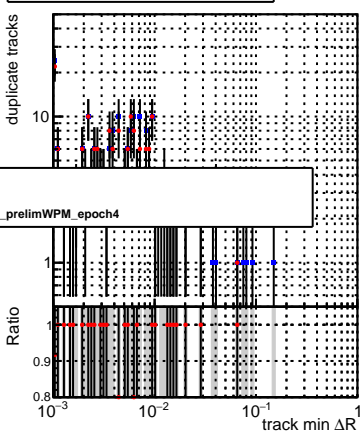 duplicate tracks
10
_prelimWPM_epoch4
1
Ratio
1
0.9
0.8
10⁻³ 10⁻² 10⁻¹ 1
track min ΔR